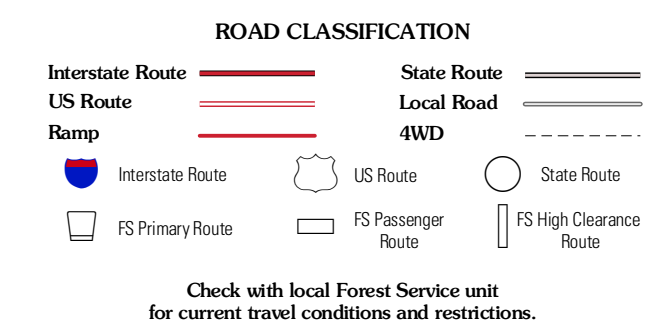 ROAD CLASSIFICATION
Interstate Route
State Route
US Route
Local Road
Ramp
4WD
Interstate Route
US Route
State Route
FS Primary Route
FS Passenger
Route
FS High Clearance
Route
Check with local Forest Service unit
for current travel conditions and restrictions.